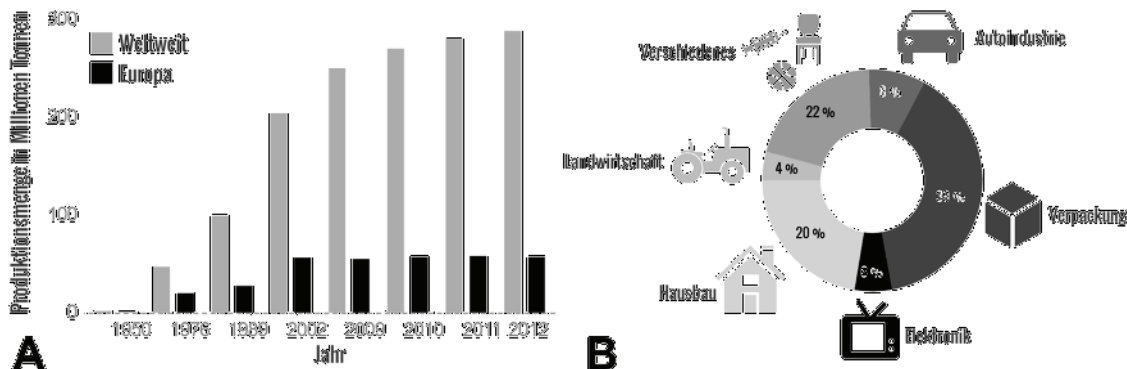 Produktionsmenge in Millionen Tonnen
300
200
100
0
Weltweit
Europa
1950
1976
1989
2002
2009
2010
2011
2012
Jahr
A
Verschiedenes
Autoindustrie
Landwirtschaft
Verpackung
Hausbau
Elektronik
22 %
4 %
20 %
B